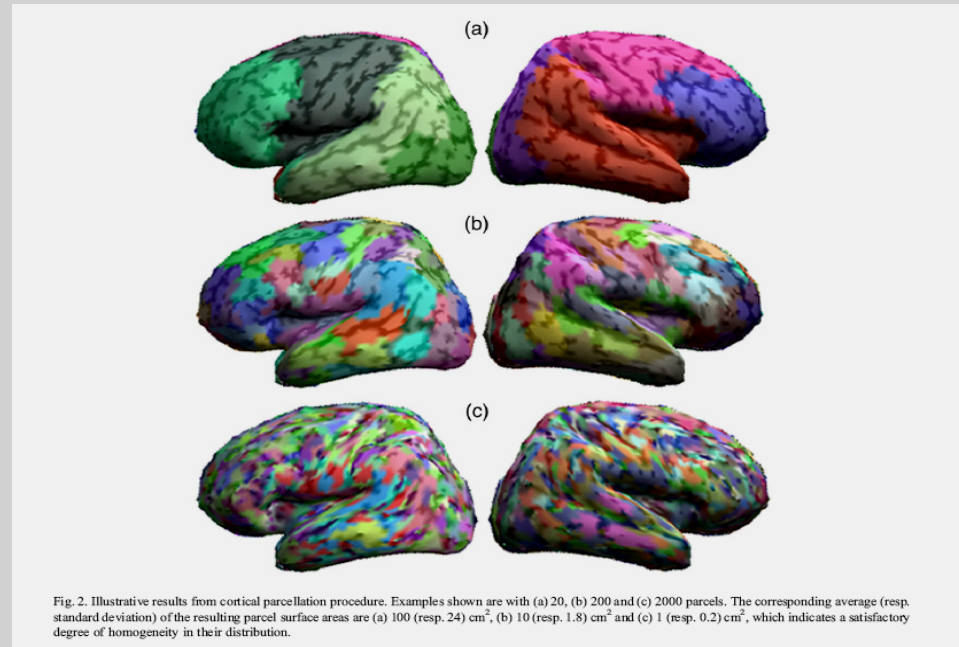 (a)
(b)
(c)
Fig. 2. Illustrative results from cortical parcellation procedure. Examples shown are with (a) 20, (b) 200 and (c) 2000 parcels. The corresponding average (resp.
standard deviation) of the resulting parcel surface areas are (a) 100 (resp. 24) cm², (b) 10 (resp. 1.8) cm² and (c) 1 (resp. 0.2) cm², which indicates a satisfactory
degree of homogeneity in their distribution.